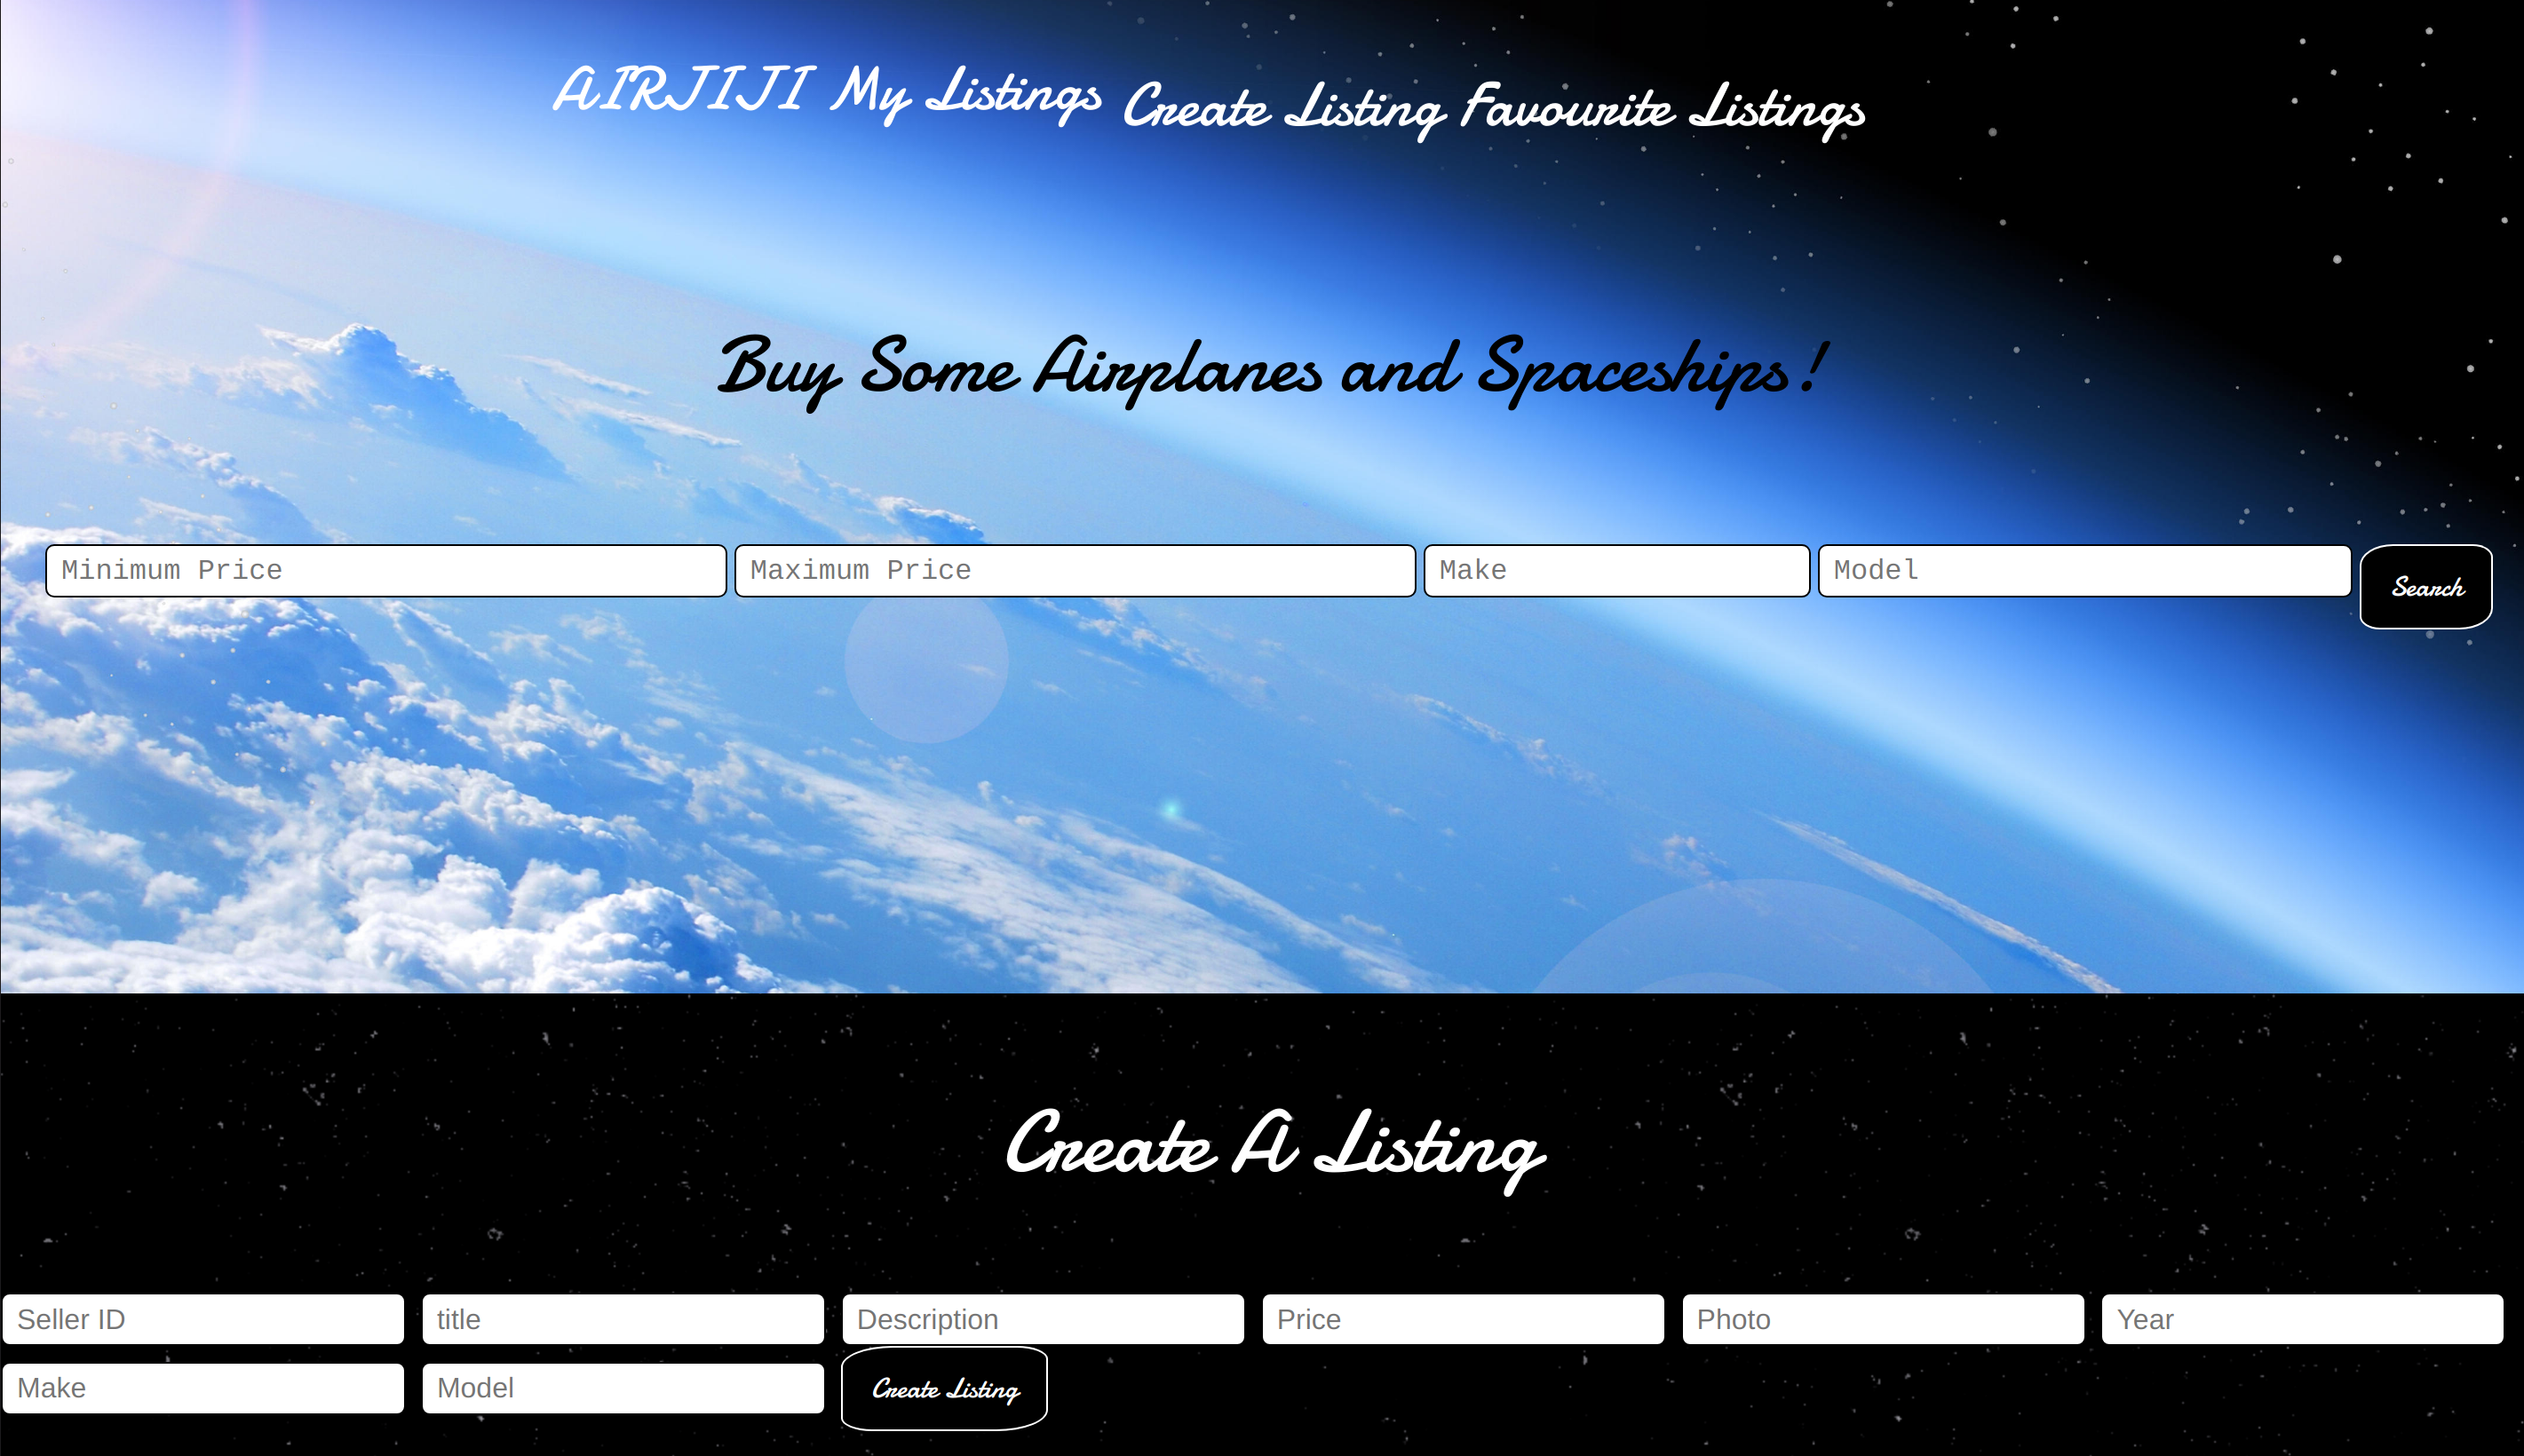 AIRJIJI My Listings Create Listing Favourite Listings
Buy Some Airplanes and Spaceships!
Minimum Price Maximum Price Make Model Search
Create A Listing
Seller ID title Description Price Photo Year
Make Model Create Listing